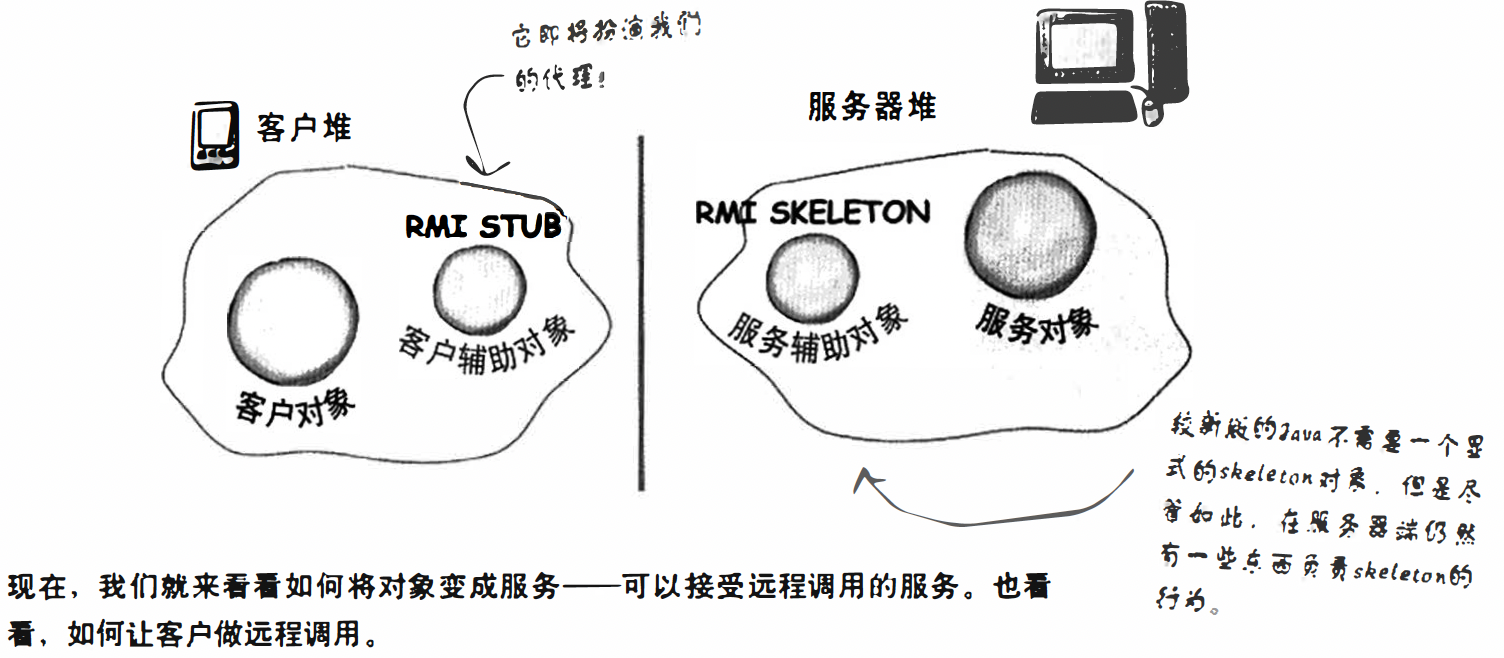 它即将扮演我们
的代理!
客户堆
服务器堆
RMI STUB
RMI SKELETON
客户对象
客户辅助对象
服务辅助对象
服务对象
较新版的Java不需要一个显
式的skeleton对象，但是尽
管如此，在服务器端仍然
有一些东西负责skeleton的
行为。
现在，我们就来看看如何将对象变成服务——可以接受远程调用的服务。也看
看，如何让客户做远程调用。